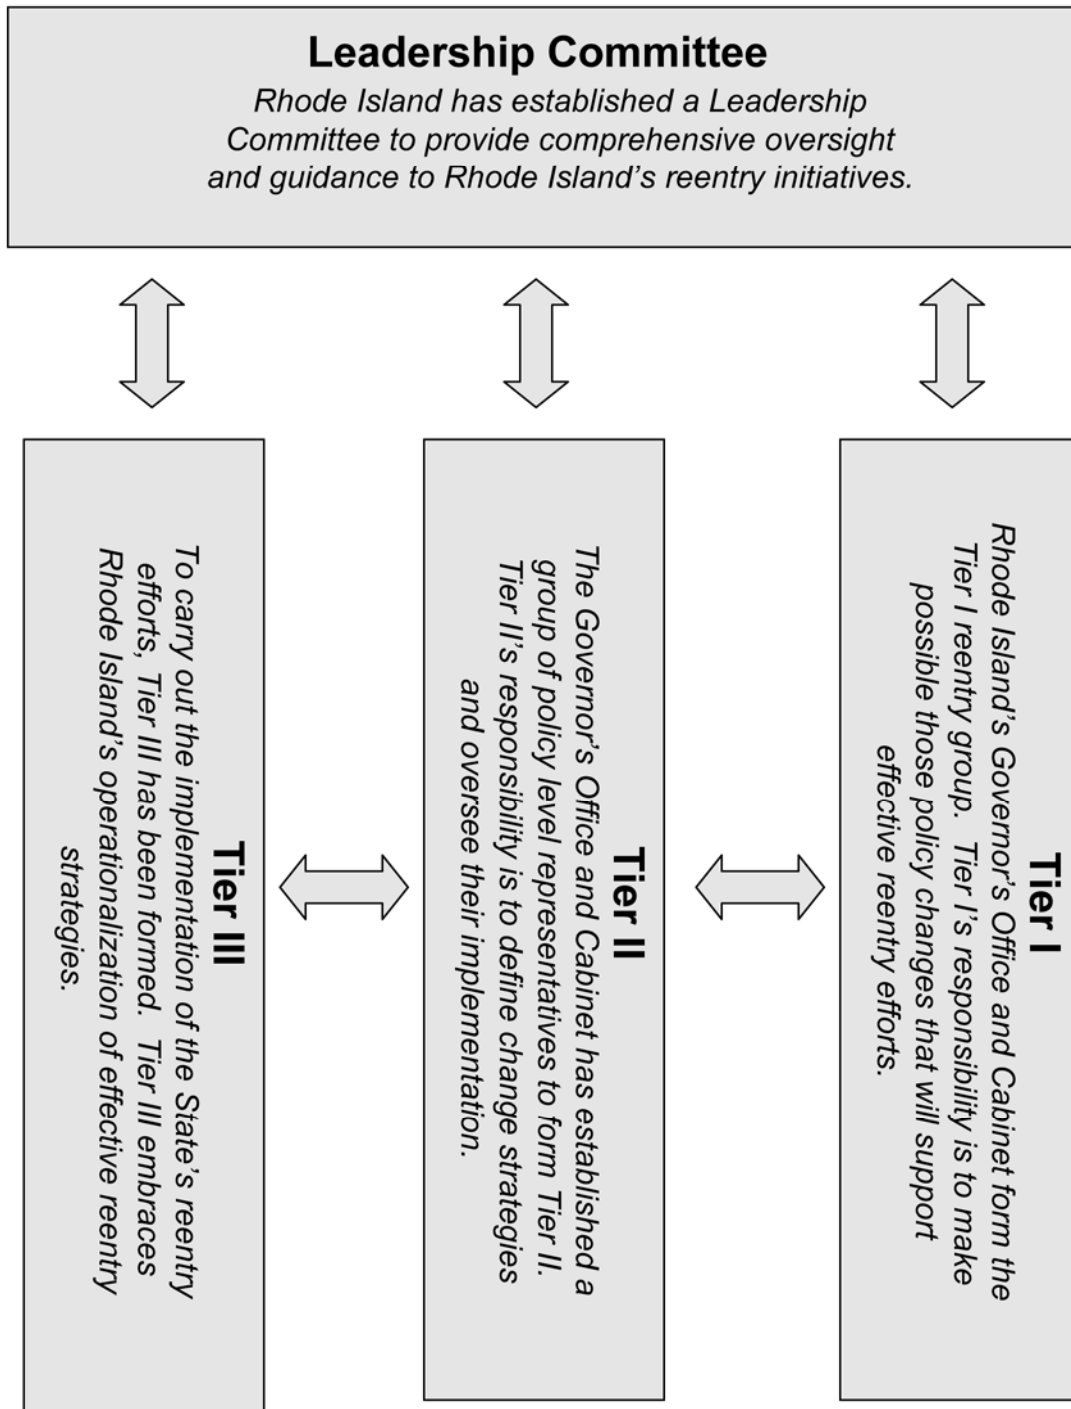 Leadership Committee
Rhode Island has established a Leadership
Committee to provide comprehensive oversight
and guidance to Rhode Island's reentry initiatives.
Tier I
Rhode Island's Governor's Office and Cabinet form the
Tier I reentry group.  Tier I's responsibility is to make
possible those policy changes that will support
effective reentry efforts.
Tier II
The Governor's Office and Cabinet has established a
group of policy level representatives to form Tier II.
Tier II's responsibility is to define change strategies
and oversee their implementation.
Tier III
To carry out the implementation of the State's reentry
efforts, Tier III has been formed.  Tier III embraces
Rhode Island's operationalization of effective reentry
strategies.